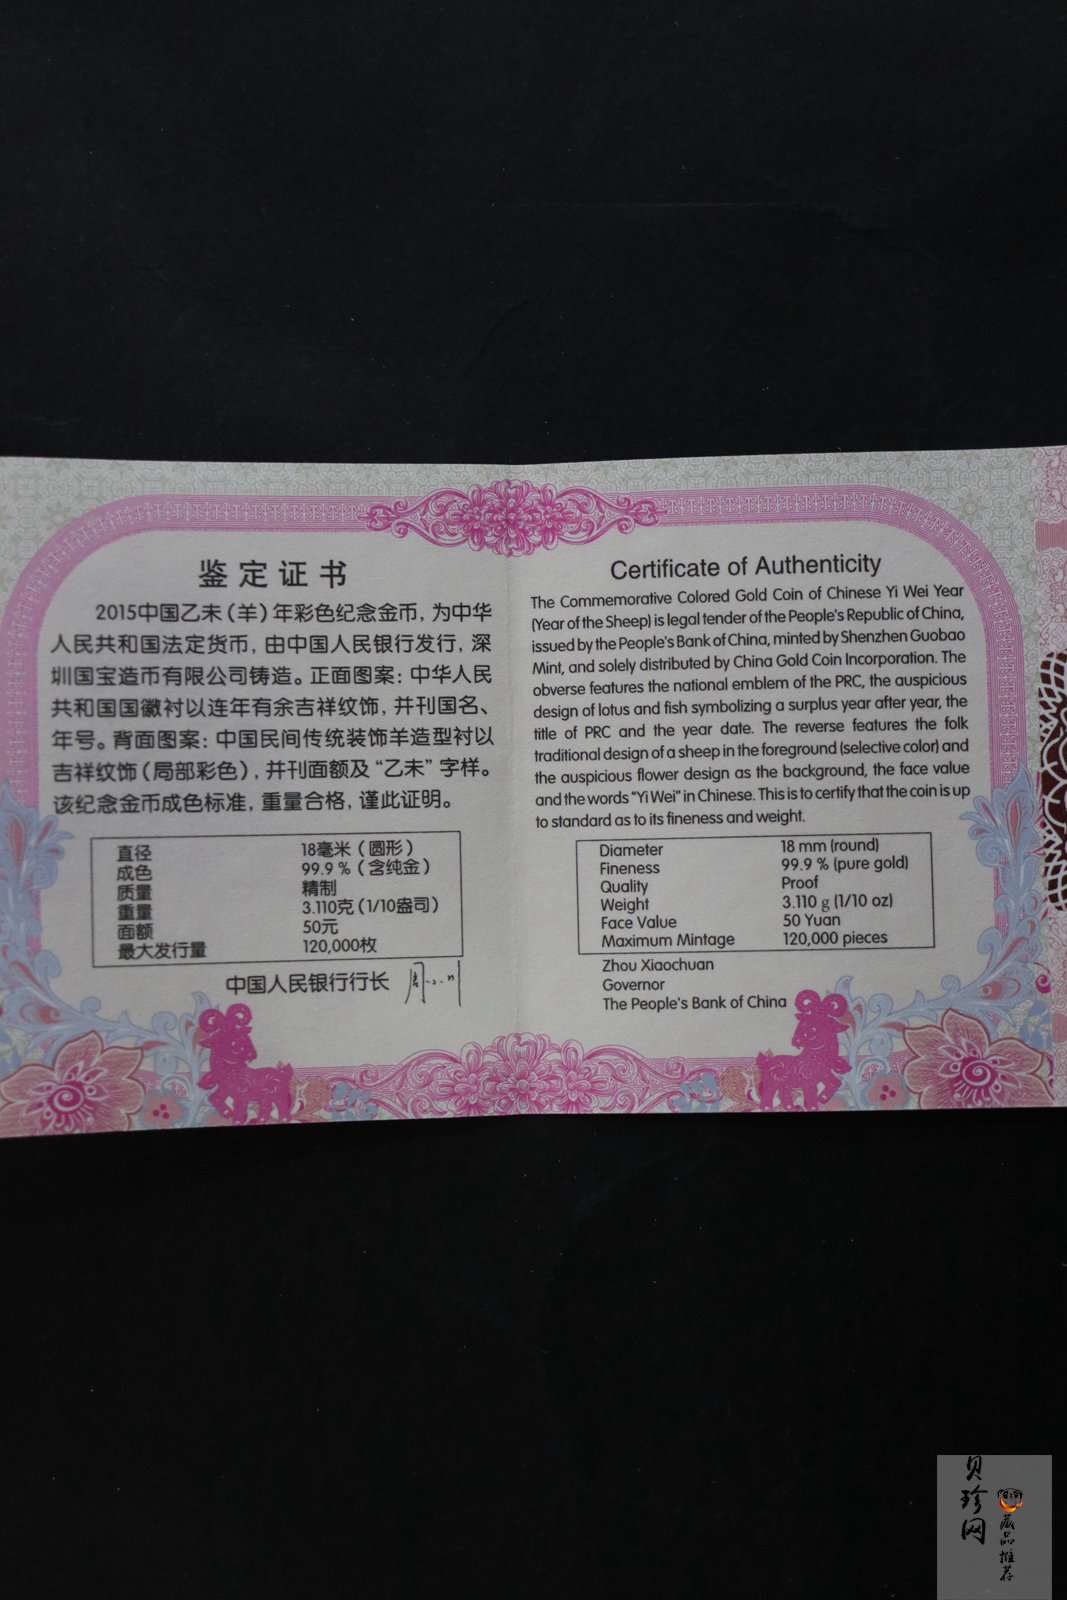 鉴定证书
2015中国乙未（羊）年彩色纪念金币，为中华
人民共和国法定货币，由中国人民银行发行，深
圳国宝造币有限公司铸造。正面图案：中华人民
共和国国徽衬以连年有余吉祥纹饰，并刊国名、
年号。背面图案：中国民间传统装饰羊造型衬以
吉祥纹饰（局部彩色），并刊面额及“乙未”字样。
该纪念金币成色标准，重量合格，谨此证明。
直径 18毫米（圆形）
成色 99.9 %（含纯金）
质量 精制
重量 3.110克（1/10盎司）
面额 50元
最大发行量 120,000枚
中国人民银行行长
Certificate of Authenticity
The Commemorative Colored Gold Coin of Chinese Yi Wei Year
(Year of the Sheep) is legal tender of the People's Republic of China,
issued by the People's Bank of China, minted by Shenzhen Guobao
Mint, and solely distributed by China Gold Coin Incorporation. The
obverse features the national emblem of the PRC, the auspicious
design of lotus and fish symbolizing a surplus year after year, the
title of PRC and the year date. The reverse features the folk
traditional design of a sheep in the foreground (selective color) and
the auspicious flower design as the background, the face value
and the words "Yi Wei" in Chinese. This is to certify that the coin is up
to standard as to its fineness and weight.
Diameter 18 mm (round)
Fineness 99.9 % (pure gold)
Quality Proof
Weight 3.110 g (1/10 oz)
Face Value 50 Yuan
Maximum Mintage 120,000 pieces
Zhou Xiaochuan
Governor
The People's Bank of China
贝珍网
藏品推荐